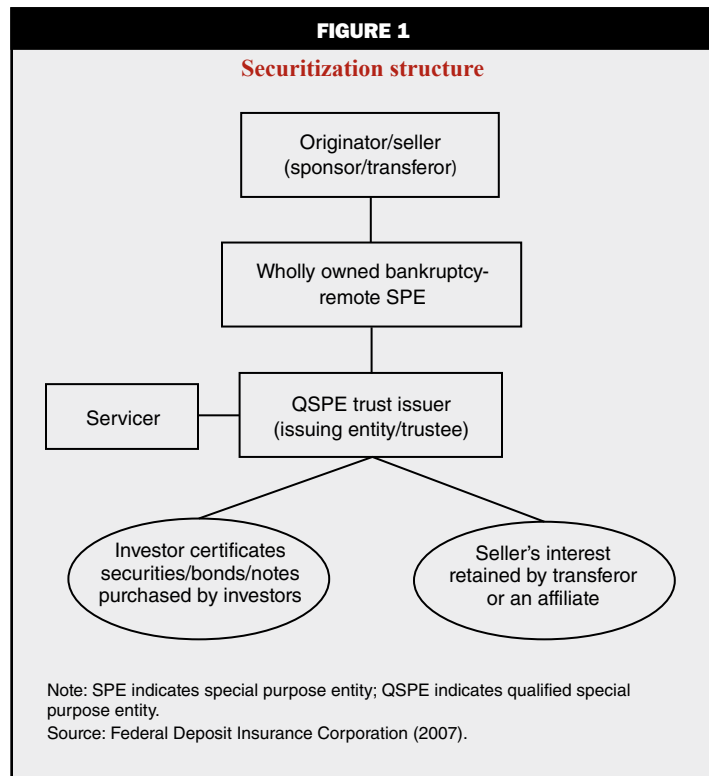 FIGURE 1
Securitization structure
Originator/seller
(sponsor/transferor)
Wholly owned bankruptcy-
remote SPE
Servicer
QSPE trust issuer
(issuing entity/trustee)
Investor certificates
securities/bonds/notes
purchased by investors
Seller’s interest
retained by transferor
or an affiliate
Note: SPE indicates special purpose entity; QSPE indicates qualified special
purpose entity.
Source: Federal Deposit Insurance Corporation (2007).